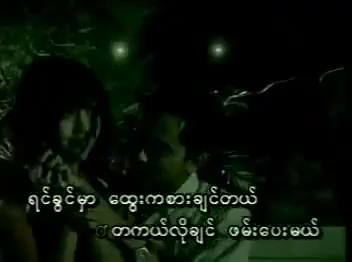 ရင်ခွင်မှာ ထွေးကစားချင်တယ်
တကယ်လိုချင် ဖမ်းပေးမယ်